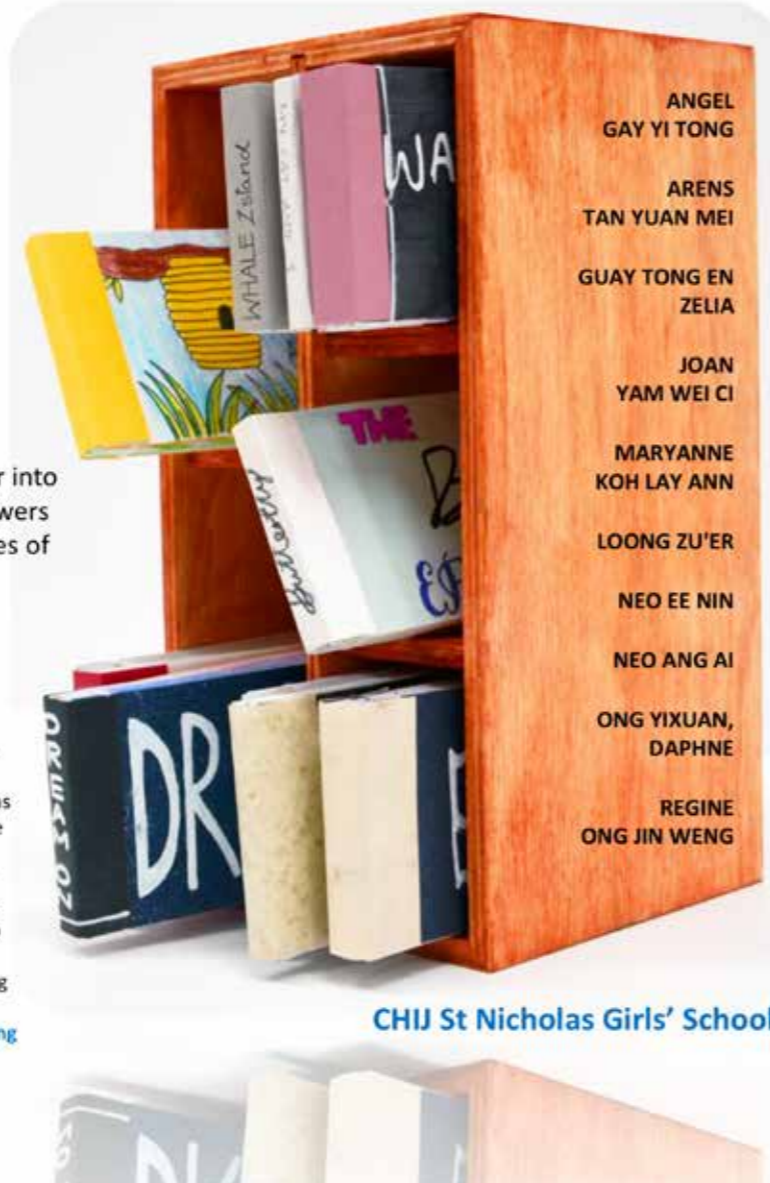 WHALE Island
WA
THE
B
butterfly
DREAM ON
DR
ANGEL
GAY YI TONG
ARENS
TAN YUAN MEI
GUAY TONG EN
ZELIA
JOAN
YAM WEI CI
MARYANNE
KOH LAY ANN
LOONG ZU'ER
NEO EE NIN
NEO ANG AI
ONG YIXUAN,
DAPHNE
REGINE
ONG JIN WENG
r into
wers
es of
g
ng
CHIJ St Nicholas Girls' School